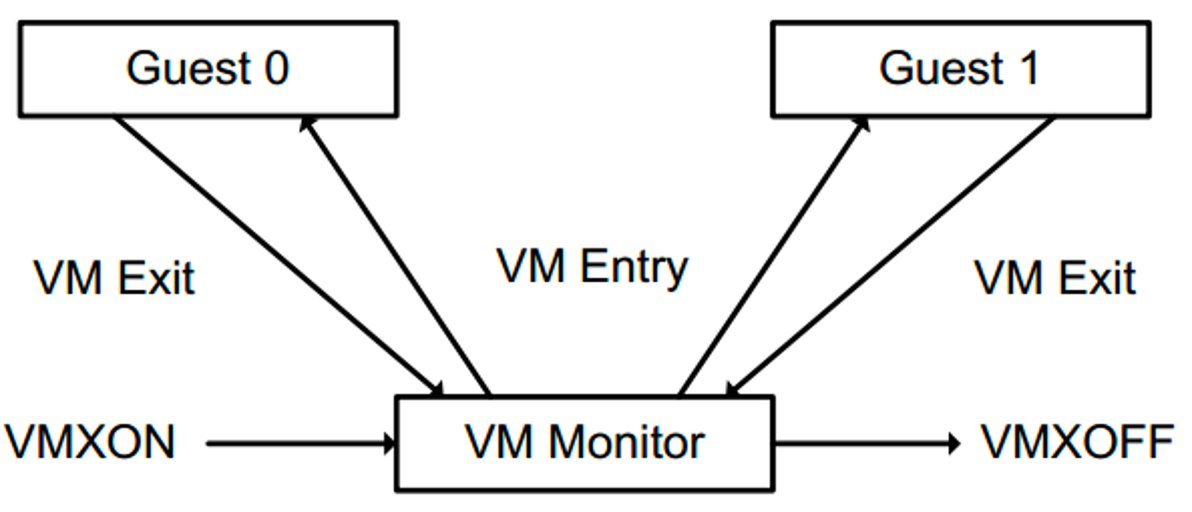 Guest 0
Guest 1
VM Exit
VM Entry
VM Exit
VMXON
VM Monitor
VMXOFF